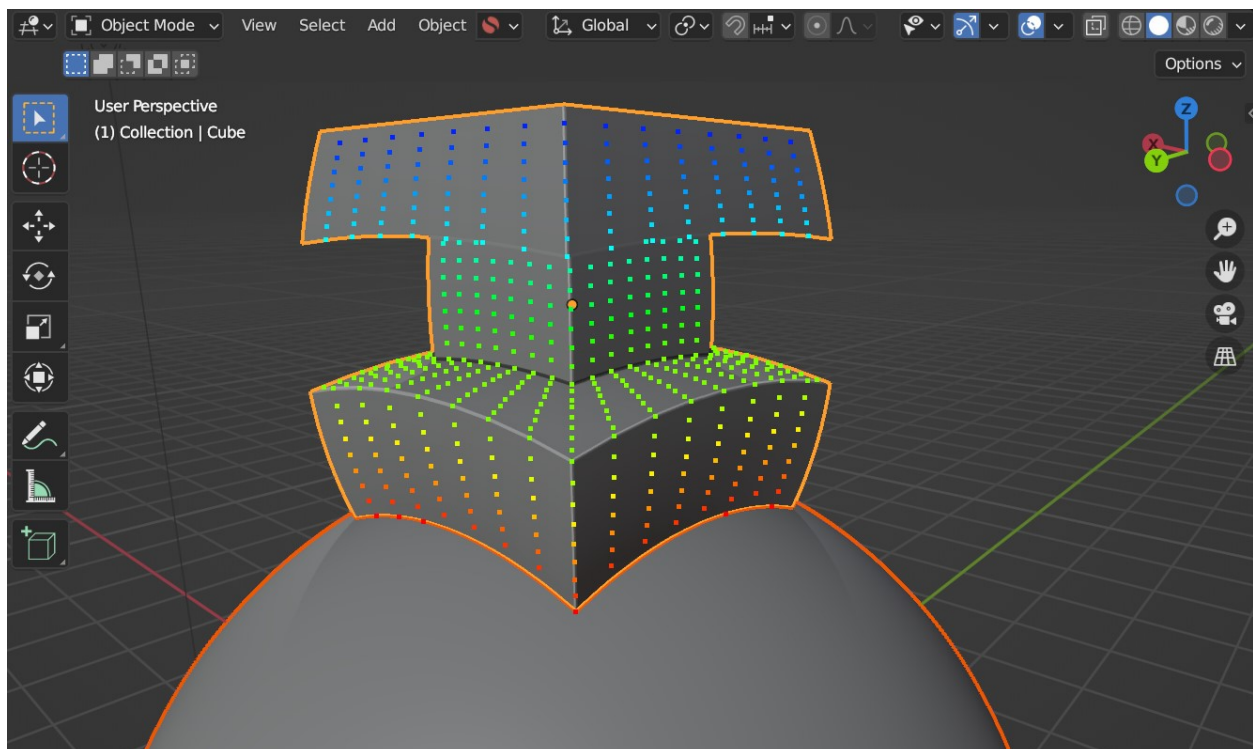 Object Mode View Select Add Object Global
Options
User Perspective
(1) Collection | Cube
Z
X
Y